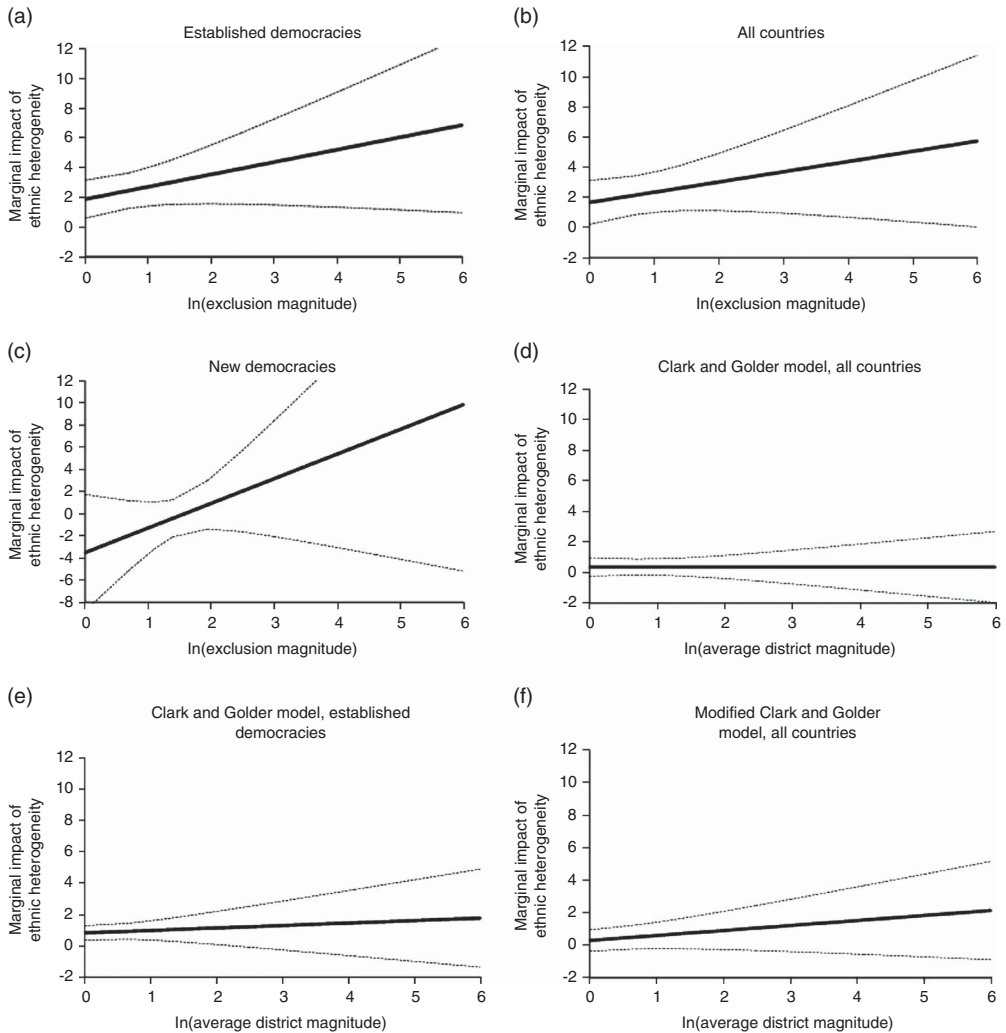 (a)
Established democracies
Marginal impact of
ethnic heterogeneity
12
10
8
6
4
2
0
-2
0 1 2 3 4 5 6
ln(exclusion magnitude)
(b)
All countries
Marginal impact of
ethnic heterogeneity
12
10
8
6
4
2
0
-2
0 1 2 3 4 5 6
ln(exclusion magnitude)
(c)
New democracies
Marginal impact of
ethnic heterogeneity
12
10
8
6
4
2
0
-2
-4
-6
-8
0 1 2 3 4 5 6
ln(exclusion magnitude)
(d)
Clark and Golder model, all countries
Marginal impact of
ethnic heterogeneity
12
10
8
6
4
2
0
-2
0 1 2 3 4 5 6
ln(average district magnitude)
(e)
Clark and Golder model, established
democracies
Marginal impact of
ethnic heterogeneity
12
10
8
6
4
2
0
-2
0 1 2 3 4 5 6
ln(average district magnitude)
(f)
Modified Clark and Golder
model, all countries
Marginal impact of
ethnic heterogeneity
12
10
8
6
4
2
0
-2
0 1 2 3 4 5 6
ln(average district magnitude)